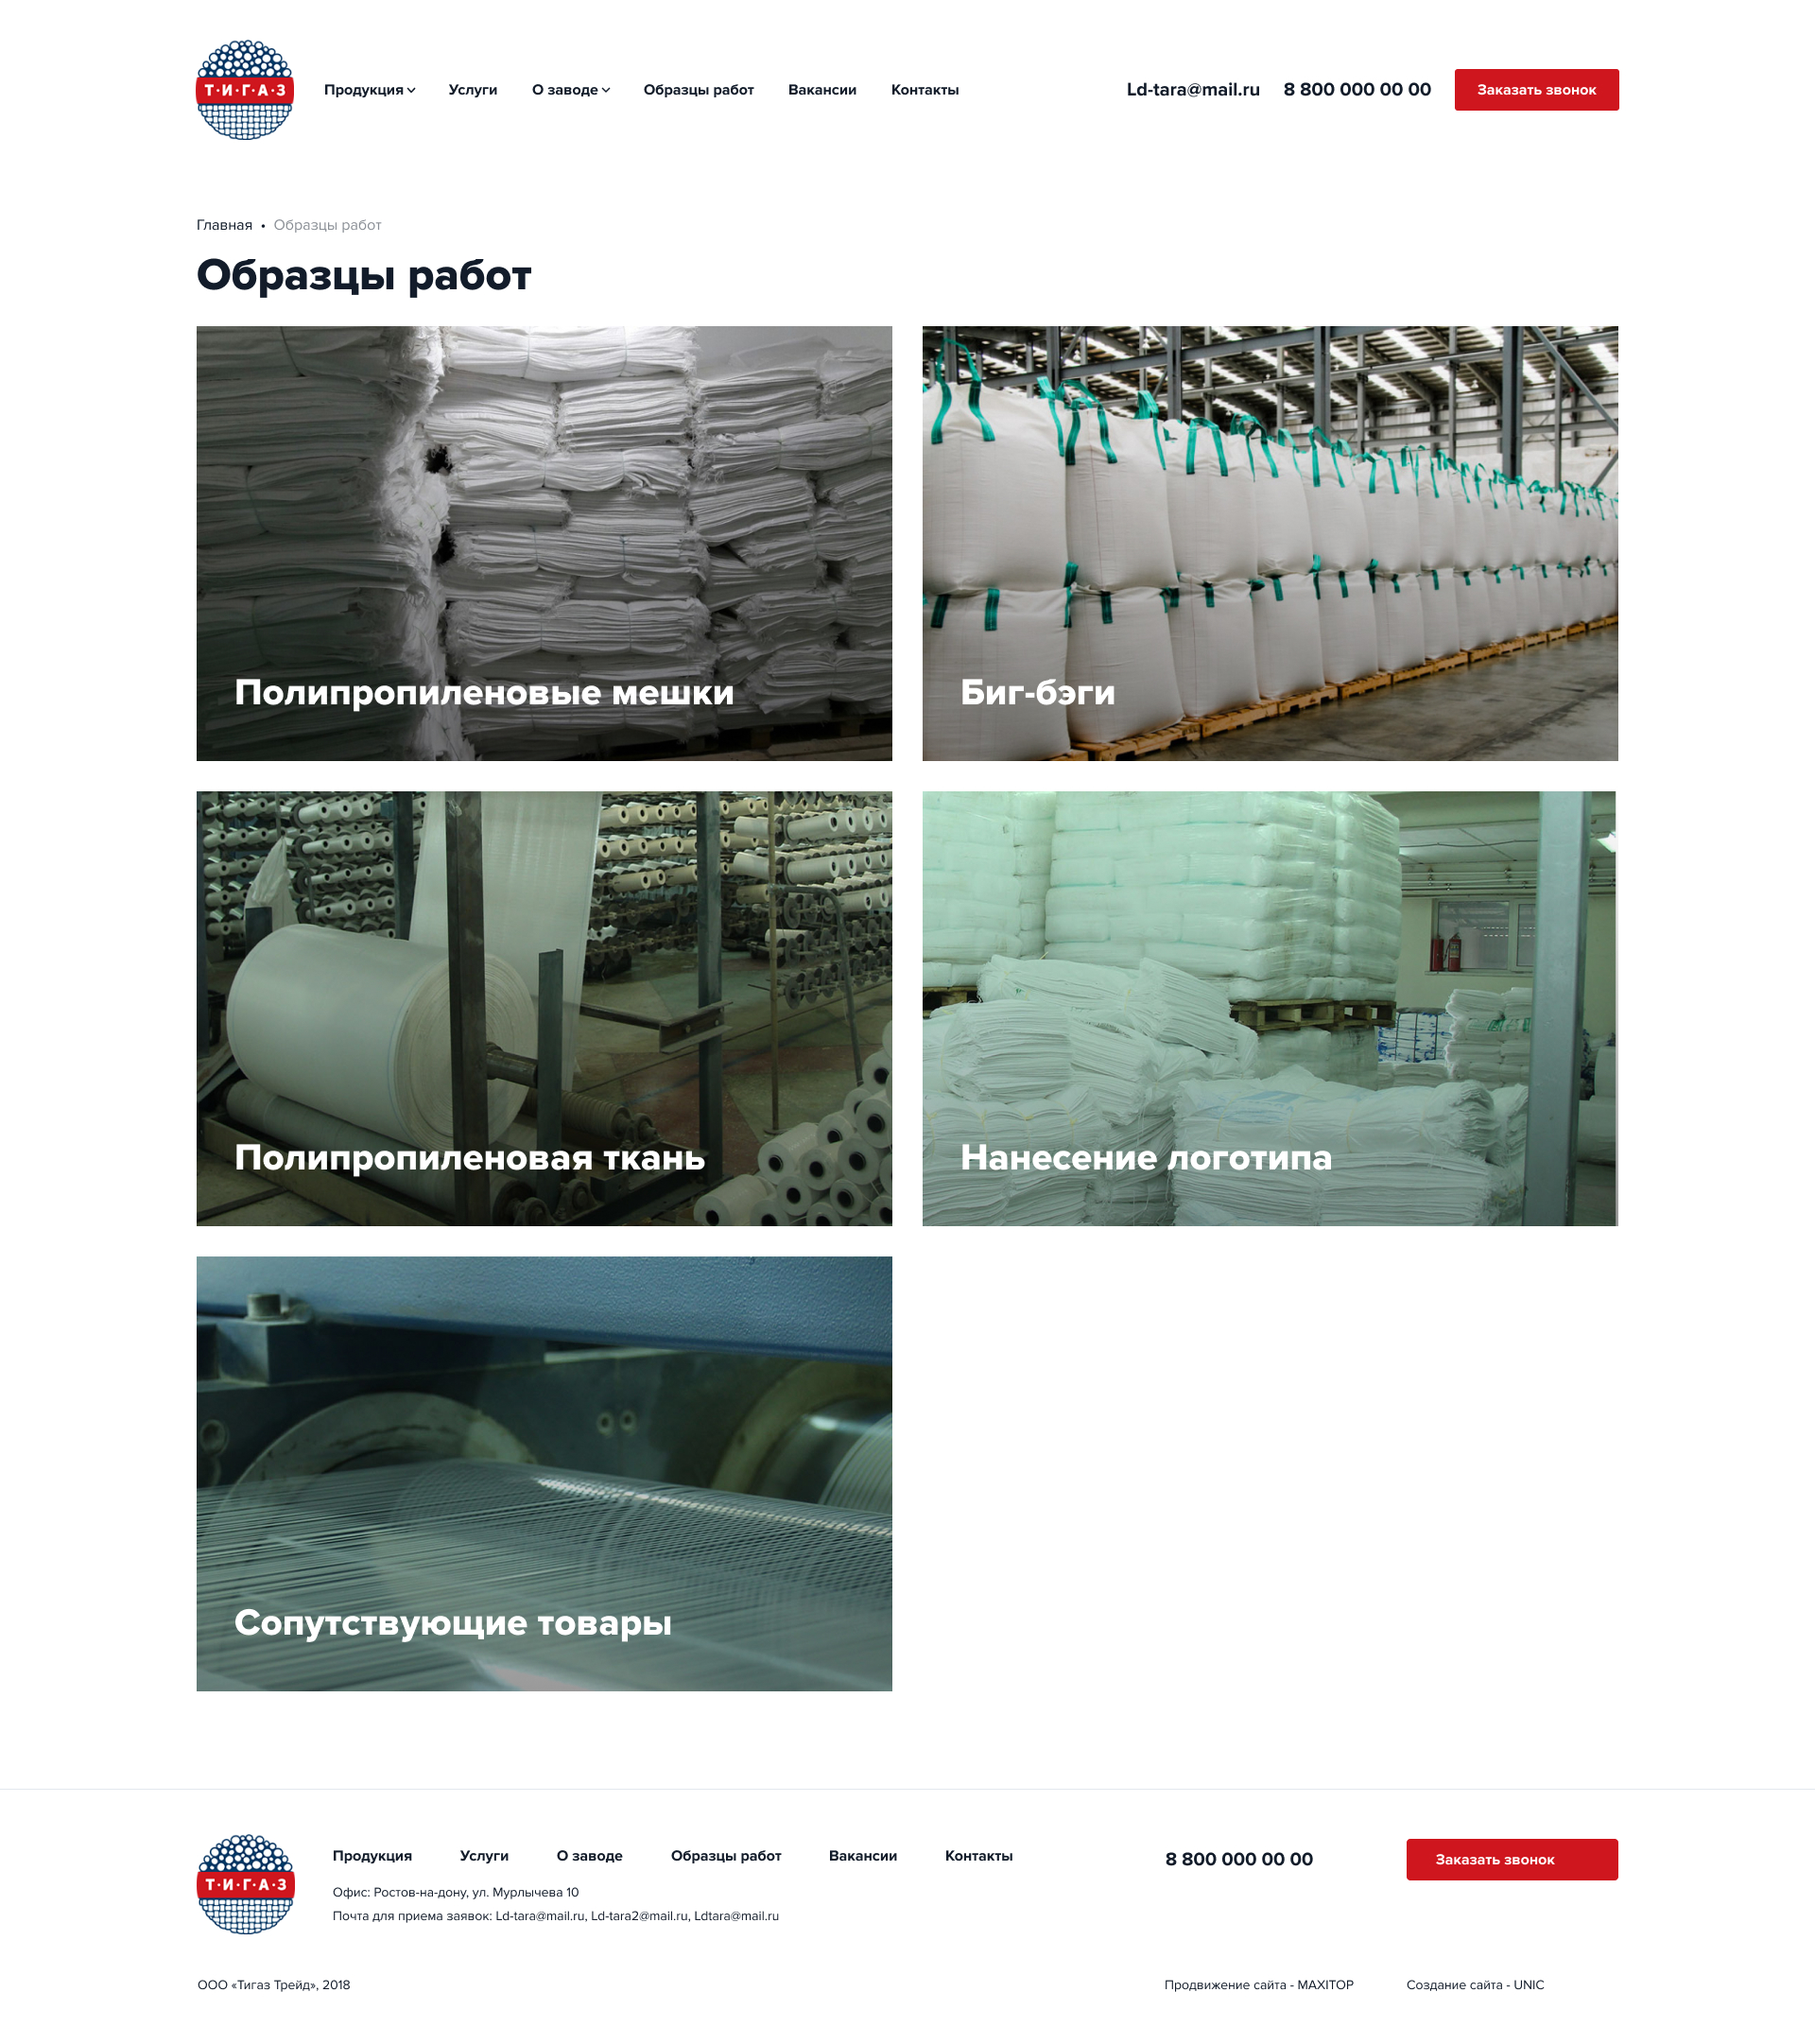 Т·И·Г·А·З
Продукция Услуги О заводе Образцы работ Вакансии Контакты Ld-tara@mail.ru 8 800 000 00 00 Заказать звонок
Главная • Образцы работ
Образцы работ
Полипропиленовые мешки
Биг-бэги
Полипропиленовая ткань
Нанесение логотипа
Сопутствующие товары
Т·И·Г·А·З
Продукция Услуги О заводе Образцы работ Вакансии Контакты 8 800 000 00 00 Заказать звонок
Офис: Ростов-на-дону, ул. Мурлычева 10
Почта для приема заявок: Ld-tara@mail.ru, Ld-tara2@mail.ru, Ldtara@mail.ru
ООО «Тигаз Трейд», 2018 Продвижение сайта - MAXITOP Создание сайта - UNIC